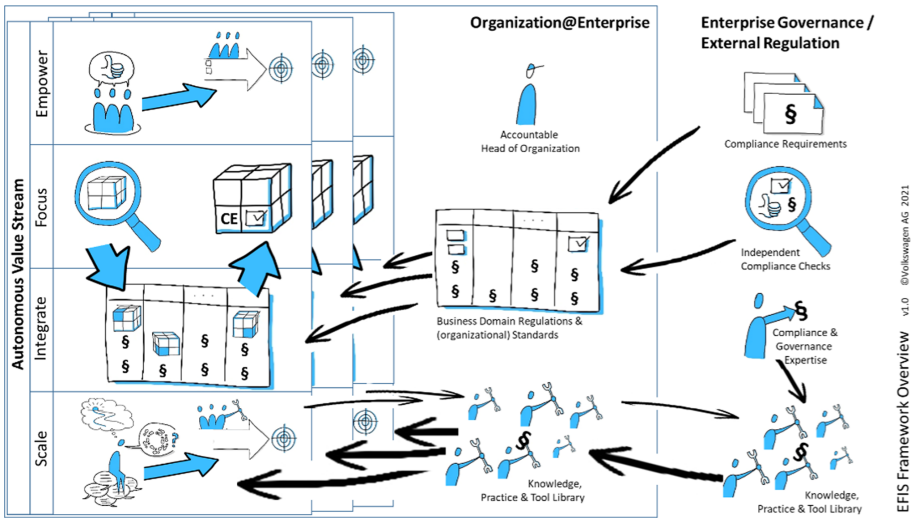 Organization@Enterprise
Enterprise Governance /
External Regulation
Autonomous Value Stream
Empower
Focus
Integrate
Scale
CE
Accountable
Head of Organization
§
Compliance Requirements
§
Independent
Compliance Checks
§
Compliance &
Governance
Expertise
. . . .
§ § §
§ § § §
Business Domain Regulations &
(organizational) Standards
§ § §
§ § § §
§
Knowledge,
Practice & Tool Library
§
§
Knowledge,
Practice & Tool Library
EFIS Framework Overview v1.0 ©Volkswagen AG 2021